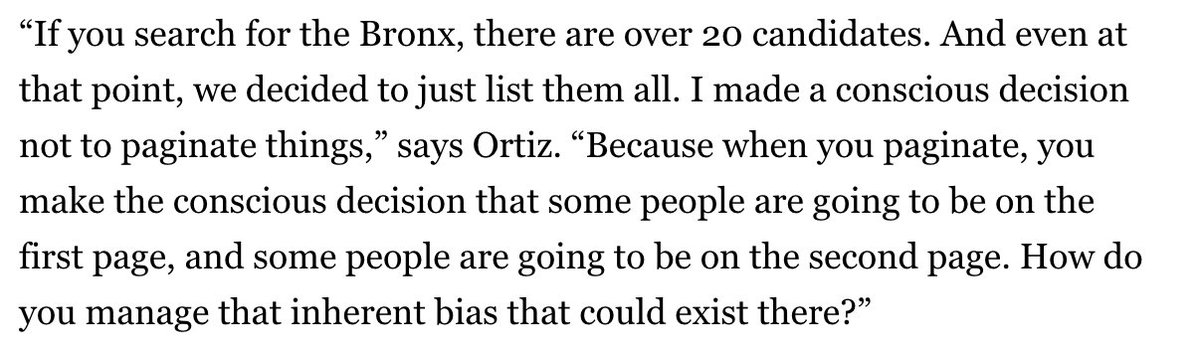 “If you search for the Bronx, there are over 20 candidates. And even at
that point, we decided to just list them all. I made a conscious decision
not to paginate things,” says Ortiz. “Because when you paginate, you
make the conscious decision that some people are going to be on the
first page, and some people are going to be on the second page. How do
you manage that inherent bias that could exist there?”